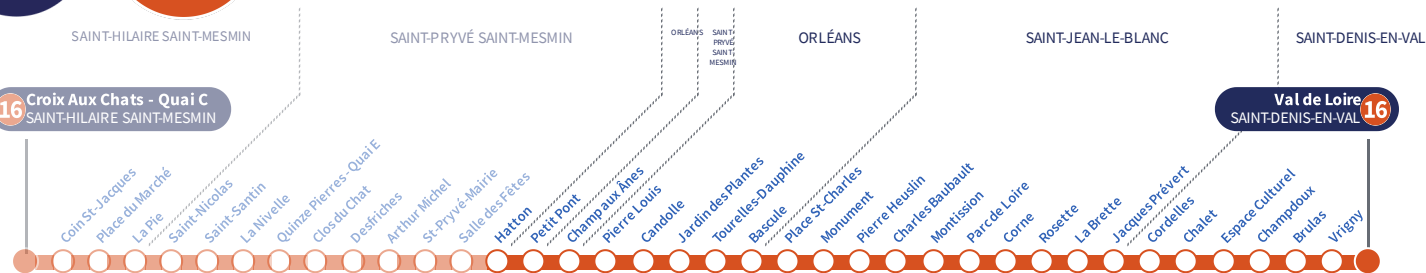 SAINT-HILAIRE SAINT-MESMIN
SAINT-PRYVÉ SAINT-MESMIN
ORLÉANS
SAINT-
PRYVÉ
SAINT-
MESMIN
ORLÉANS
SAINT-JEAN-LE-BLANC
SAINT-DENIS-EN-VAL
16
Croix Aux Chats - Quai C
SAINT-HILAIRE SAINT-MESMIN
Val de Loire
SAINT-DENIS-EN-VAL
16
Coin St-Jacques
Place du Marché
La Pie
Saint-Nicolas
Saint-Santin
La Nivelle
Quinze Pierres - Quai E
Clos du Chat
Desfriches
Arthur Michel
St-Pryvé-Mairie
Salle des Fêtes
Hatton
Petit Pont
Champ aux Ânes
Pierre Louis
Candolle
Jardin des Plantes
Tourelles-Dauphine
Bascule
Place St-Charles
Monument
Pierre Heuslin
Charles Baubault
Montission
Parc de Loire
Corne
Rosette
La Brette
Jacques Prévert
Cordelles
Chalet
Espace Culturel
Champdoux
Brulas
Vrigny